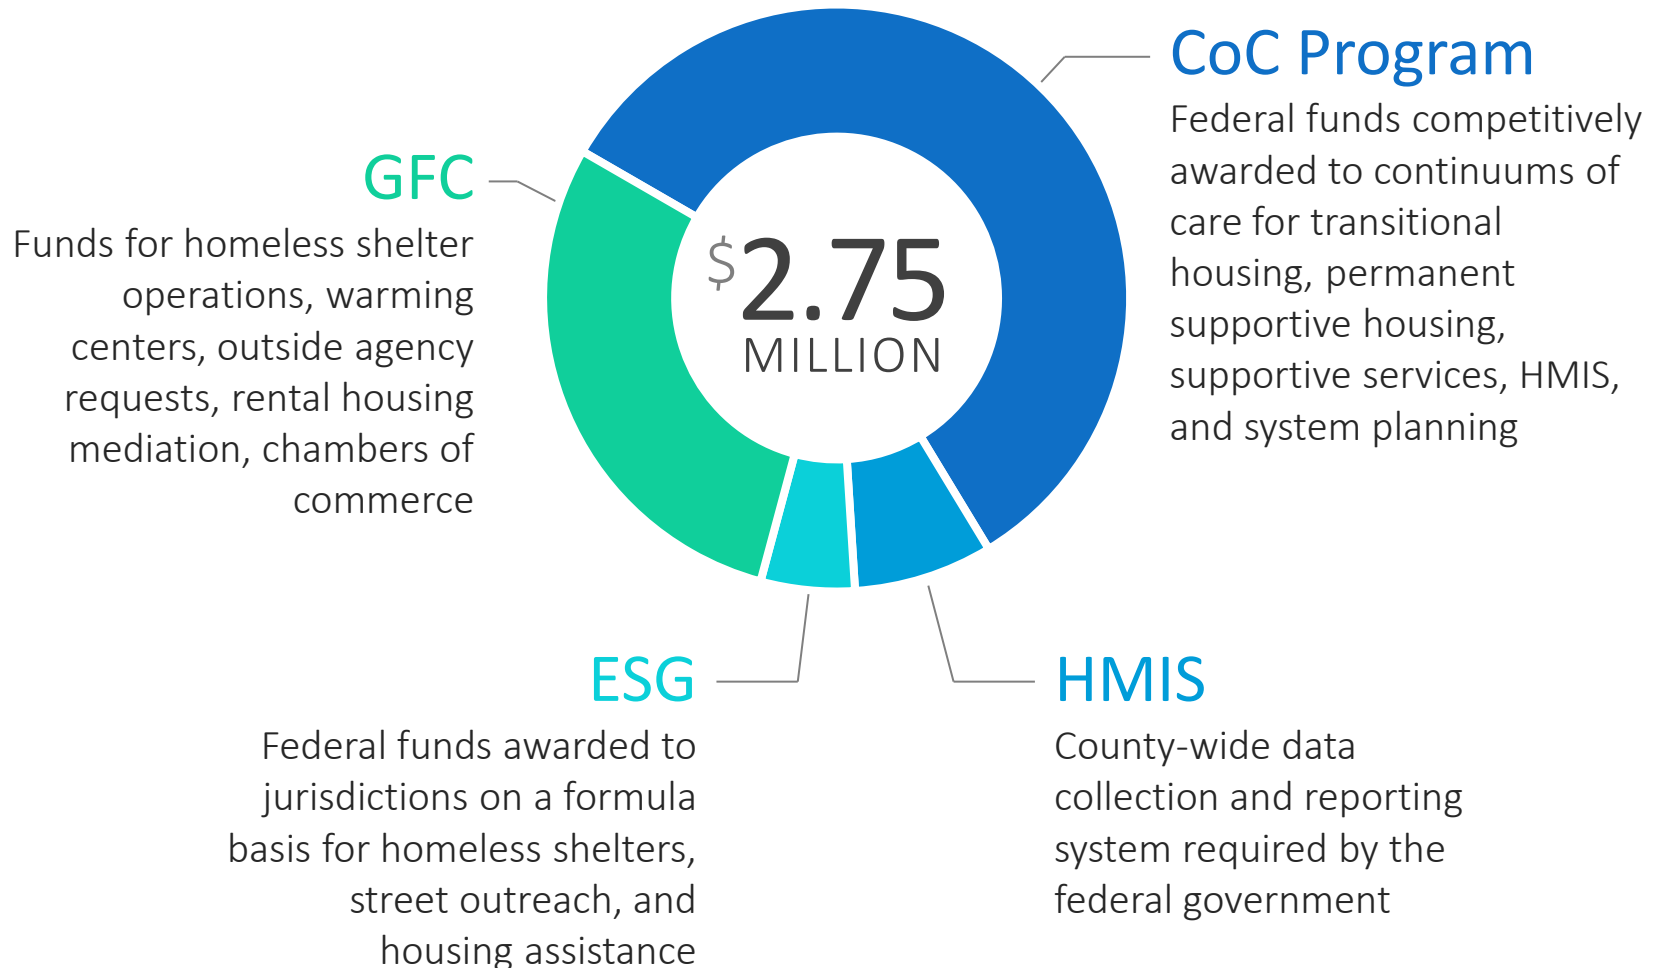 CoC Program
Federal funds competitively
awarded to continuums of
care for transitional
housing, permanent
supportive housing,
supportive services, HMIS,
and system planning
GFC
Funds for homeless shelter
operations, warming
centers, outside agency
requests, rental housing
mediation, chambers of
commerce
$2.75
MILLION
ESG
Federal funds awarded to
jurisdictions on a formula
basis for homeless shelters,
street outreach, and
housing assistance
HMIS
County-wide data
collection and reporting
system required by the
federal government